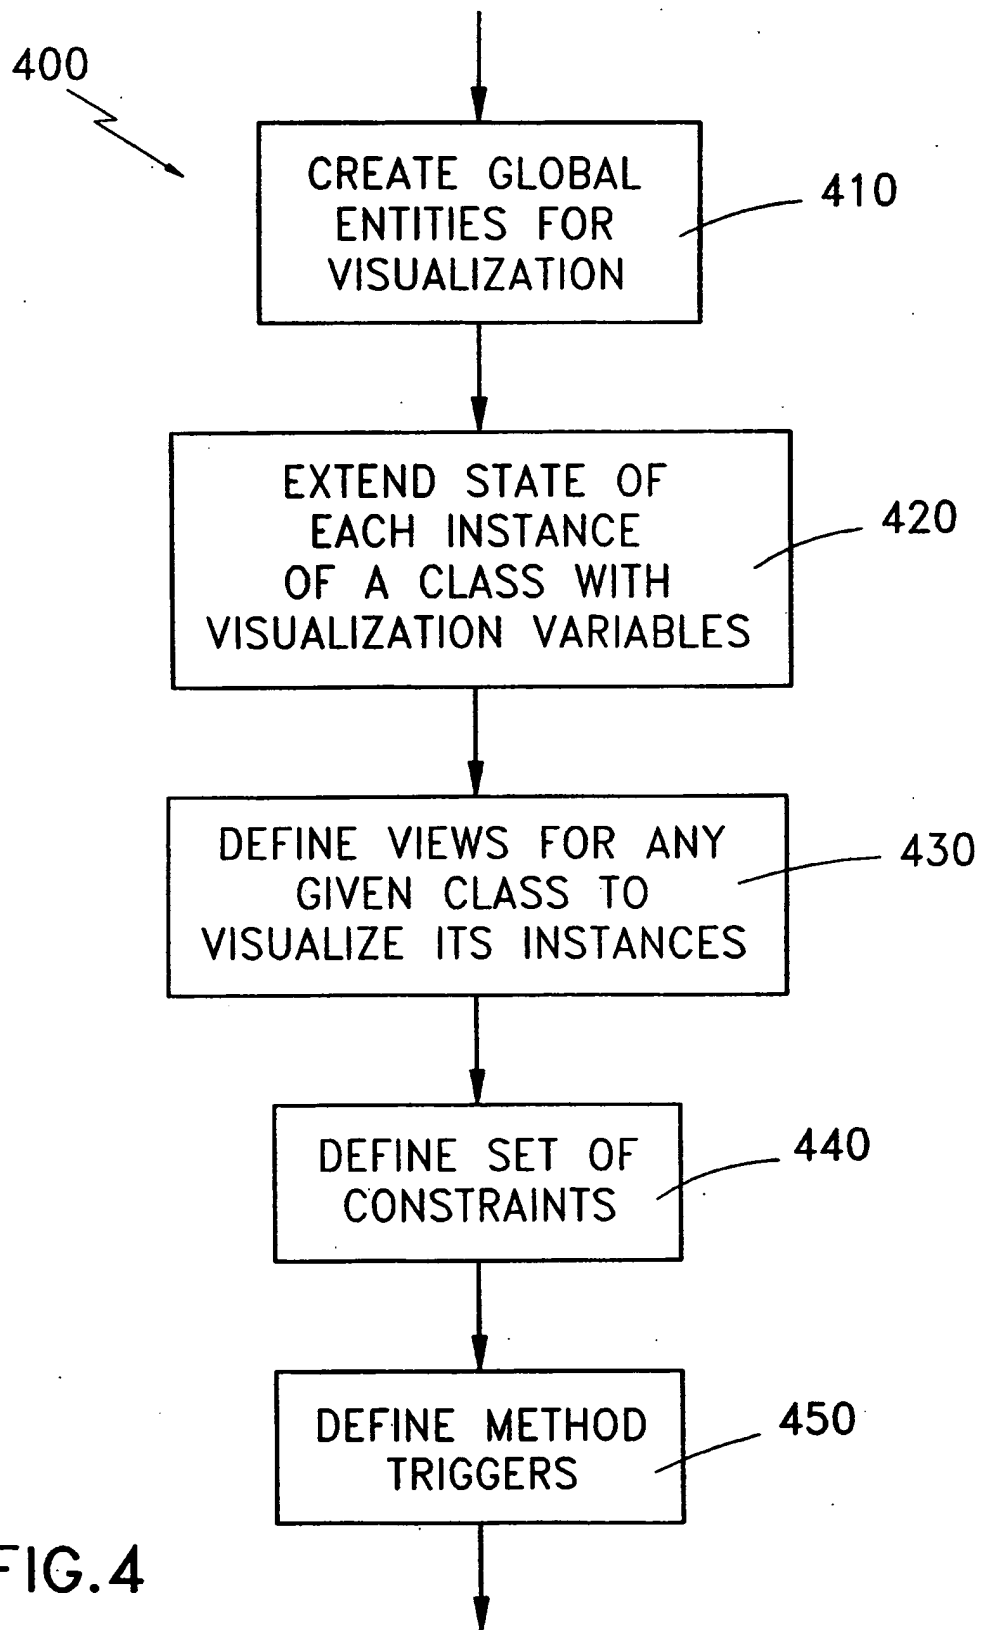 400
CREATE GLOBAL
ENTITIES FOR
VISUALIZATION
410
EXTEND STATE OF
EACH INSTANCE
OF A CLASS WITH
VISUALIZATION VARIABLES
420
DEFINE VIEWS FOR ANY
GIVEN CLASS TO
VISUALIZE ITS INSTANCES
430
DEFINE SET OF
CONSTRAINTS
440
DEFINE METHOD
TRIGGERS
450
FIG.4